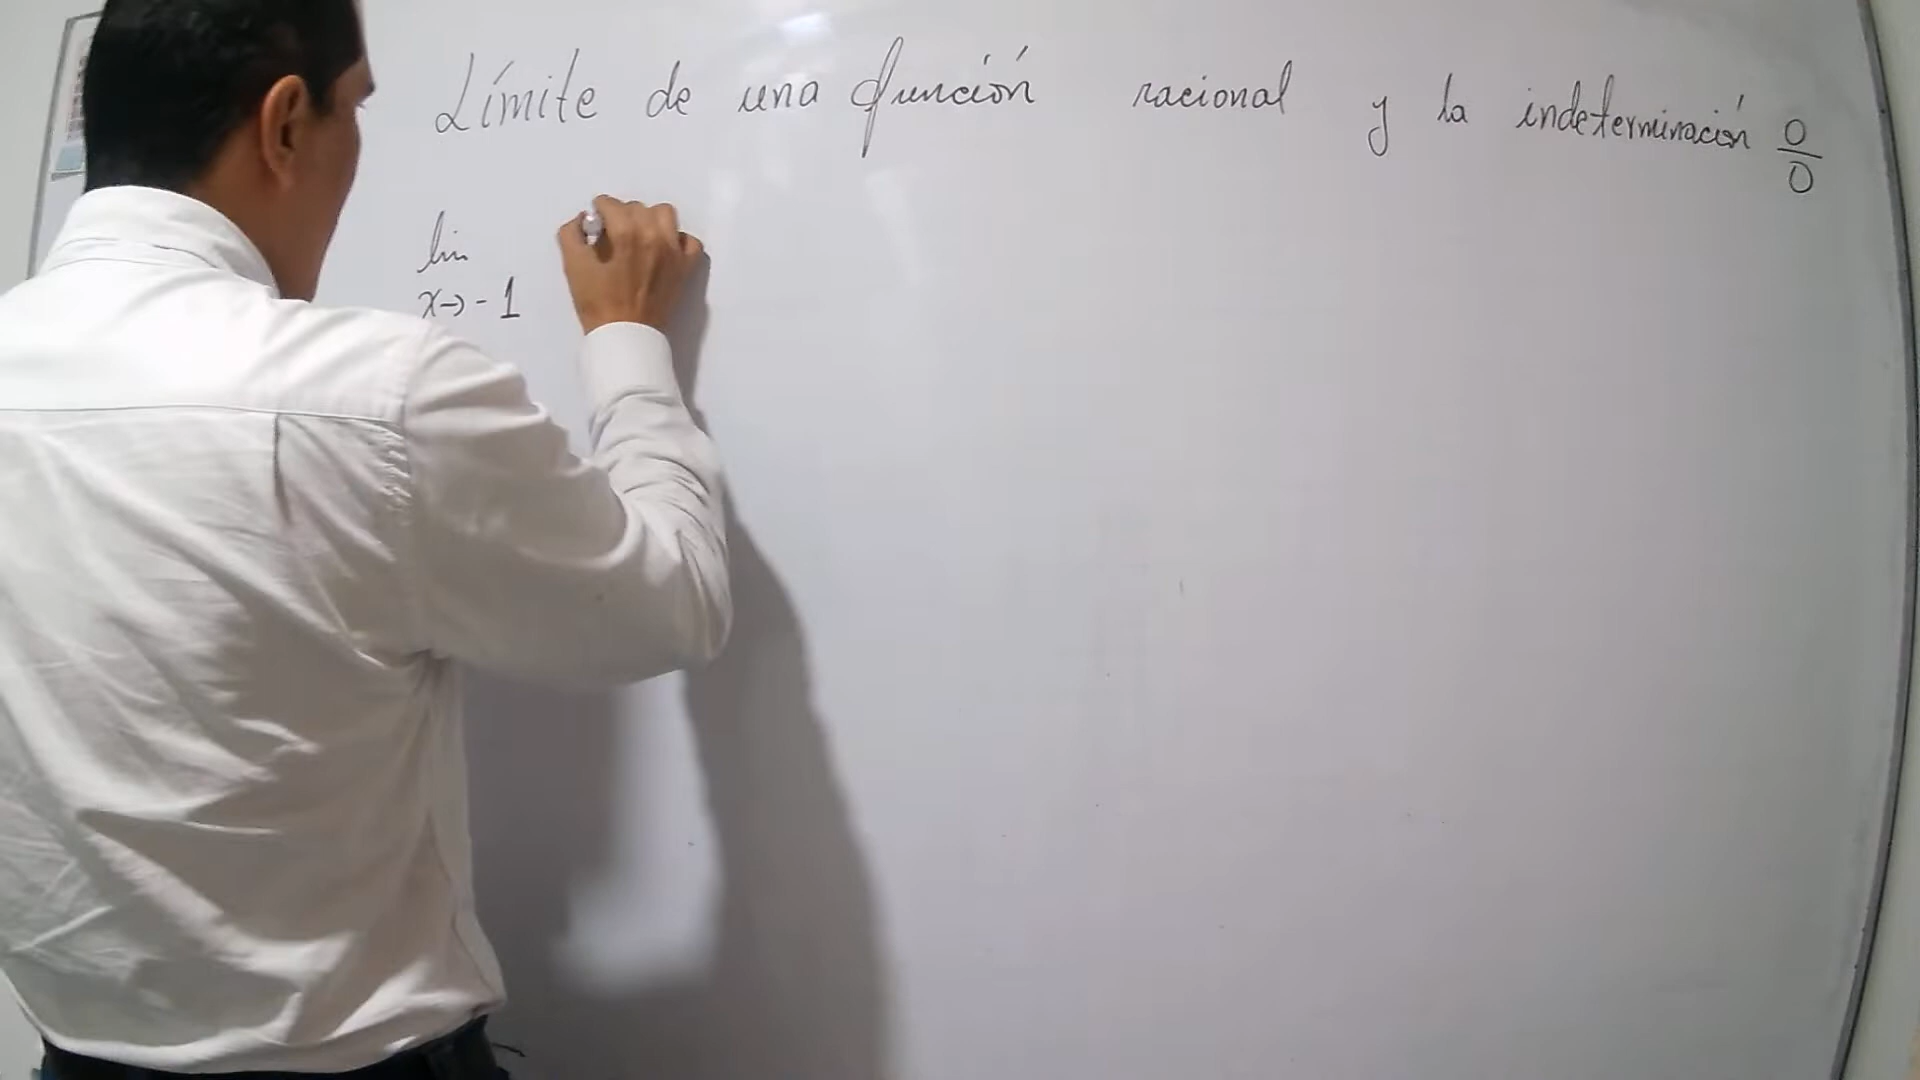 Límite de una función racional y la indeterminación 0/0
lim
x→-1